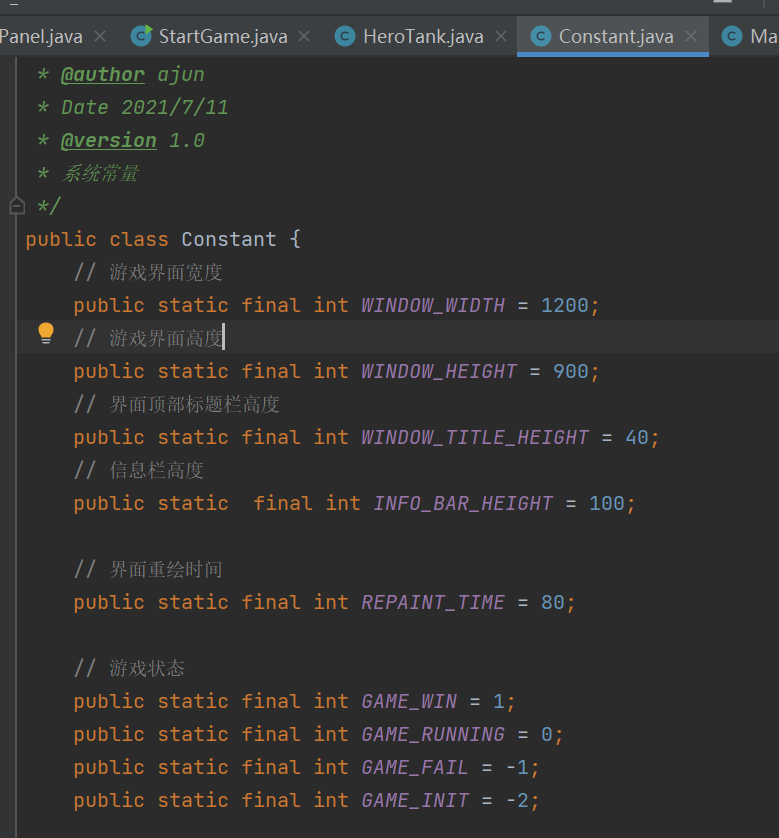 Panel.java × StartGame.java × HeroTank.java × Constant.java × Ma
* @author ajun
* Date 2021/7/11
* @version 1.0
* 系统常量
*/
public class Constant {
// 游戏界面宽度
public static final int WINDOW_WIDTH = 1200;
// 游戏界面高度
public static final int WINDOW_HEIGHT = 900;
// 界面顶部标题栏高度
public static final int WINDOW_TITLE_HEIGHT = 40;
// 信息栏高度
public static  final int INFO_BAR_HEIGHT = 100;
// 界面重绘时间
public static final int REPAINT_TIME = 80;
// 游戏状态
public static final int GAME_WIN = 1;
public static final int GAME_RUNNING = 0;
public static final int GAME_FAIL = -1;
public static final int GAME_INIT = -2;